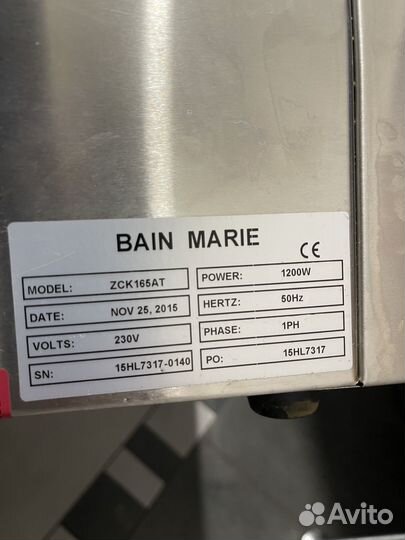 BAIN MARIE
CE
MODEL: ZCK165AT
POWER: 1200W
DATE: NOV 25, 2015
HERTZ: 50Hz
VOLTS: 230V
PHASE: 1PH
SN: 15HL7317-0140
PO: 15HL7317
Avito